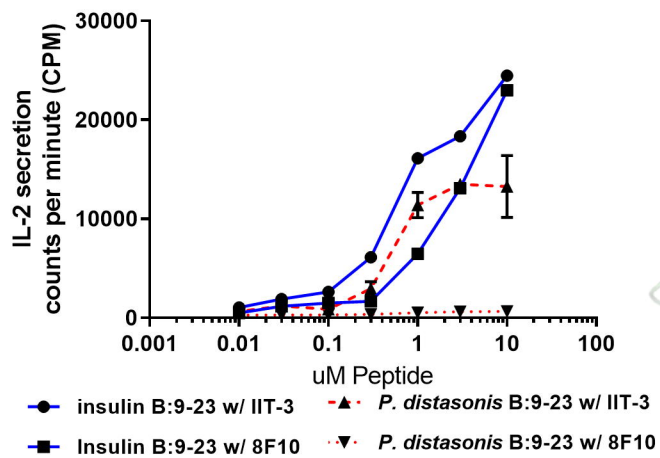 30000
20000
10000
0
IL-2 secretion
counts per minute (CPM)
0.001 0.01 0.1 1 10 100
uM Peptide
insulin B:9-23 w/ IIT-3
P. distasonis B:9-23 w/ IIT-3
Insulin B:9-23 w/ 8F10
P. distasonis B:9-23 w/ 8F10